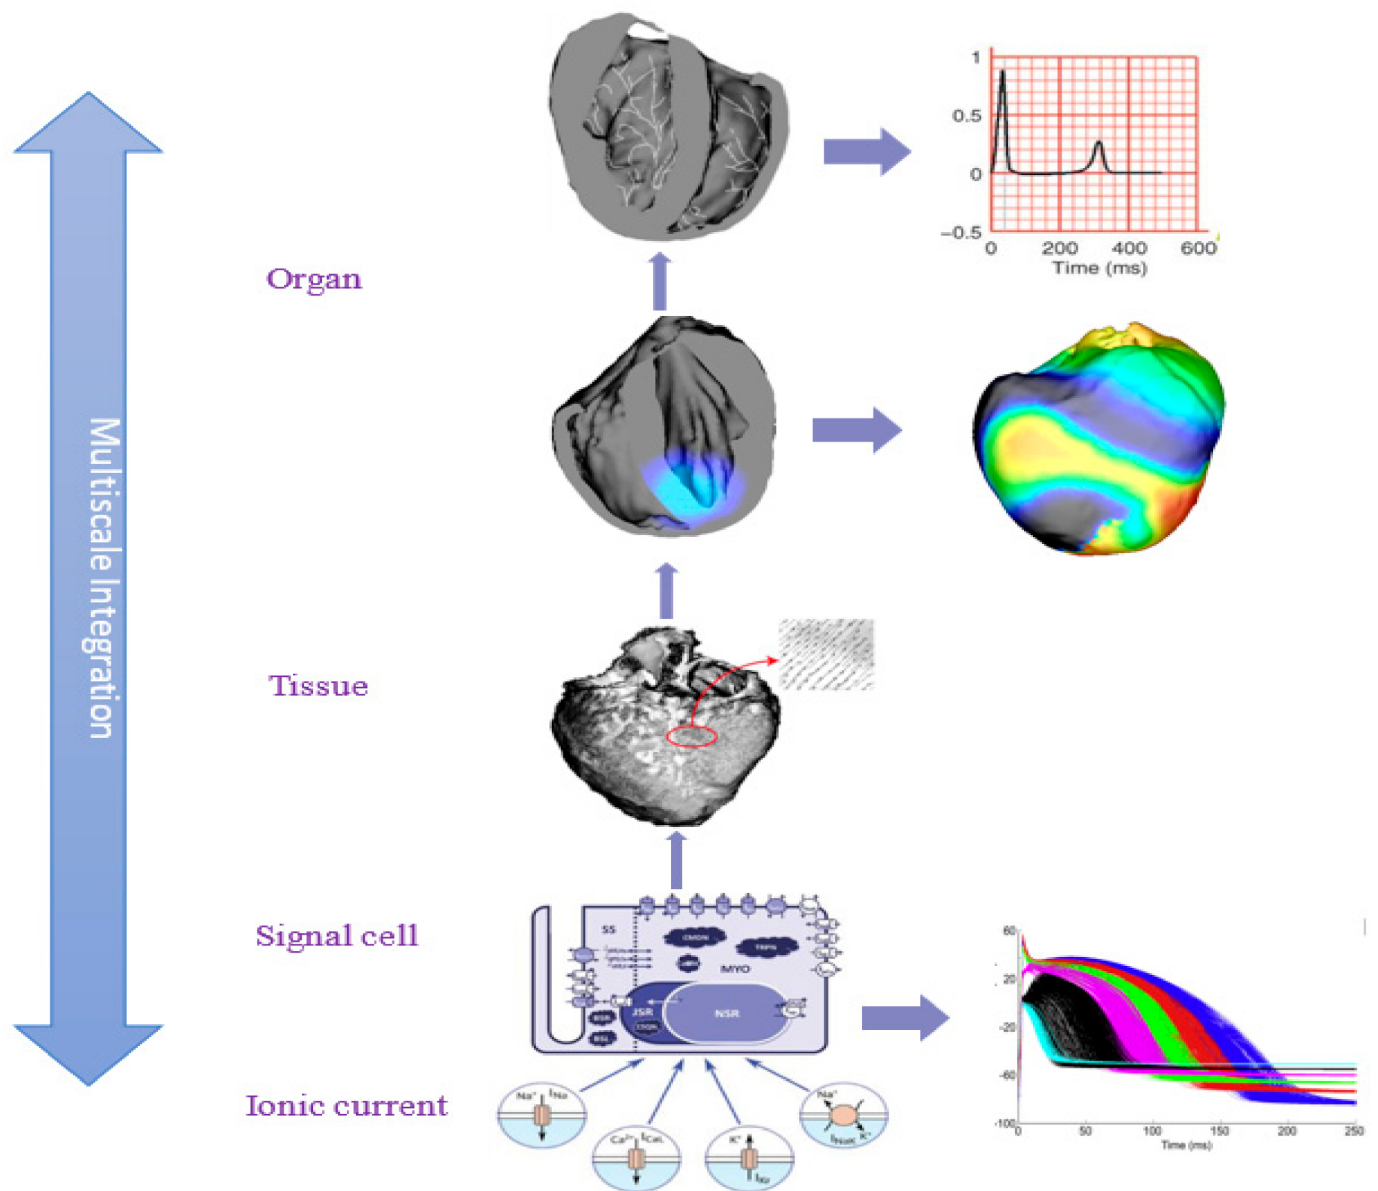 1
0.5
0
-0.5
0 200 400 600
Time (ms)
Organ
Multiscale Integration
Tissue
Signal cell
SS
CMDN
TRPN
MYO
JSR
NSR
60
20
-20
-60
-100
0 50 100 150 200 250
Time (ms)
Ionic current
Na⁺ I_Na
Ca²⁺ I_CaL
K⁺
Na⁺
I_NaK K⁺